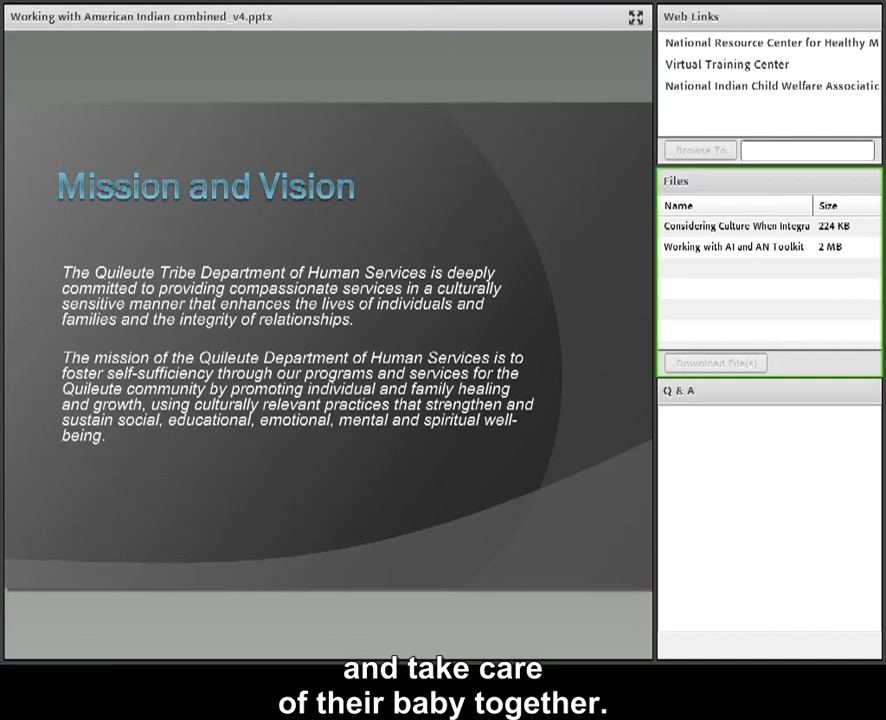 Working with American Indian combined_v4.pptx
Mission and Vision
The Quileute Tribe Department of Human Services is deeply
committed to providing compassionate services in a culturally
sensitive manner that enhances the lives of individuals and
families and the integrity of relationships.
The mission of the Quileute Department of Human Services is to
foster self-sufficiency through our programs and services for the
Quileute community by promoting individual and family healing
and growth, using culturally relevant practices that strengthen and
sustain social, educational, emotional, mental and spiritual well-
being.
Web Links
National Resource Center for Healthy M
Virtual Training Center
National Indian Child Welfare Associatic
Browse To
Files
Name Size
Considering Culture When Integra 224 KB
Working with AI and AN Toolkit 2 MB
Download File(s)
Q & A
and take care
of their baby together.